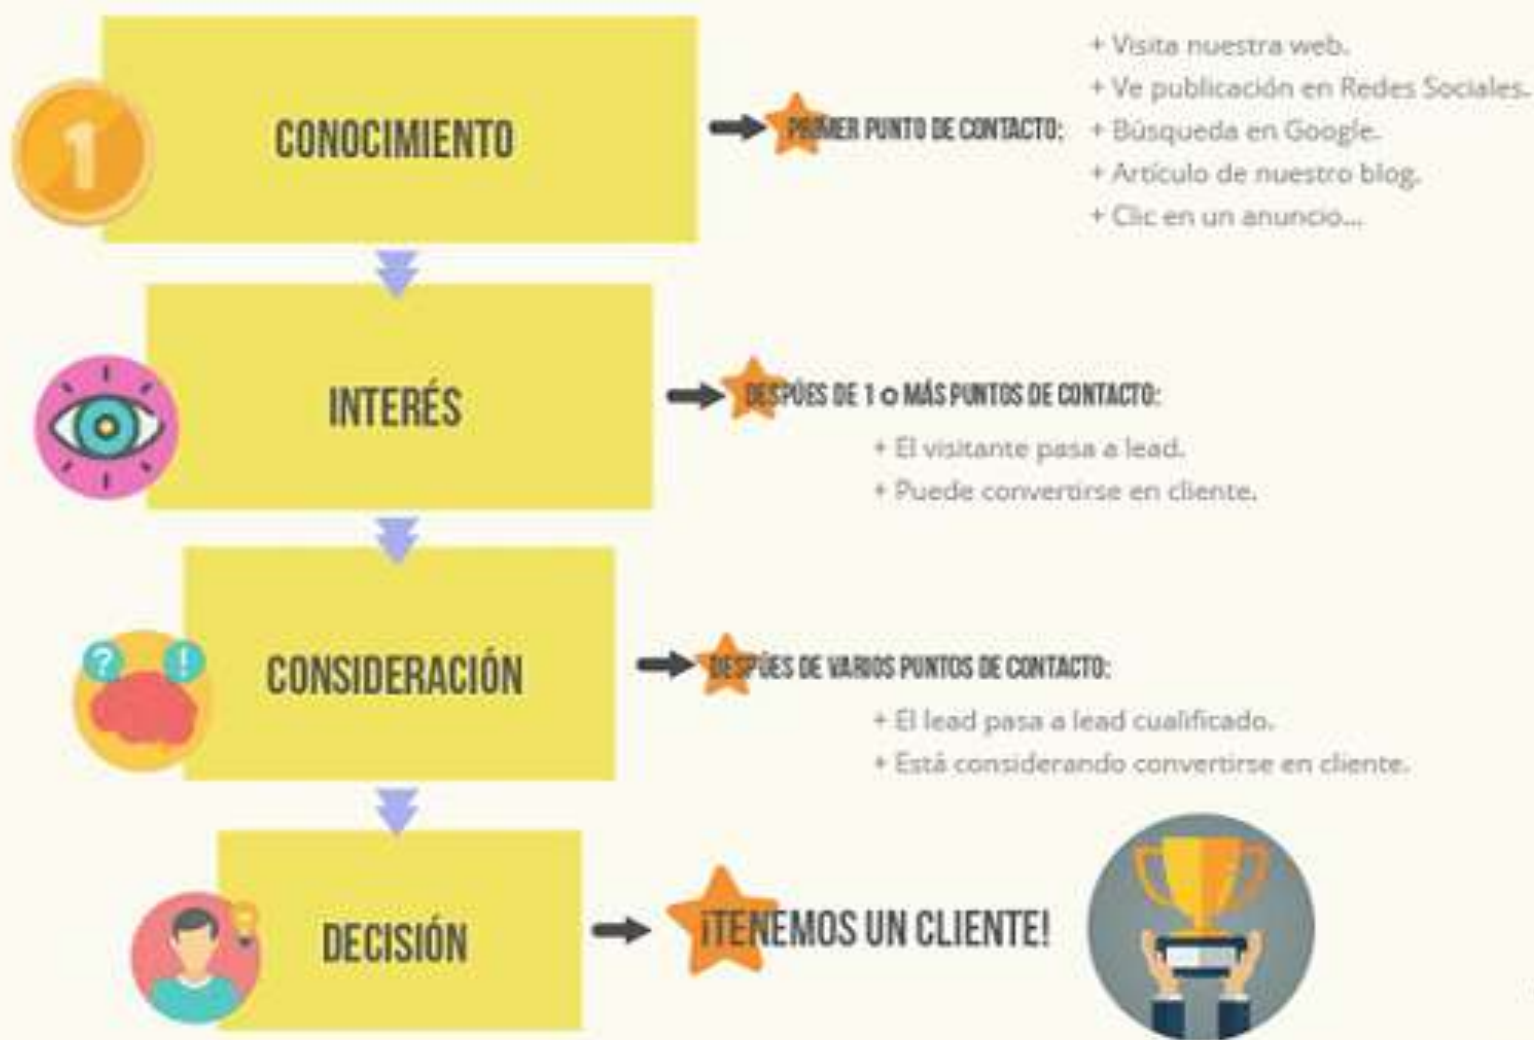 1
CONOCIMIENTO
PRIMER PUNTO DE CONTACTO:
+ Visita nuestra web.
+ Ve publicación en Redes Sociales.
+ Búsqueda en Google.
+ Artículo de nuestro blog.
+ Clic en un anuncio...
INTERÉS
DESPÚES DE 1 o MÁS PUNTOS DE CONTACTO:
+ El visitante pasa a lead.
+ Puede convertirse en cliente.
? !
CONSIDERACIÓN
DESPÚES DE VARIOS PUNTOS DE CONTACTO:
+ El lead pasa a lead cualificado.
+ Está considerando convertirse en cliente.
DECISIÓN
¡TENEMOS UN CLIENTE!